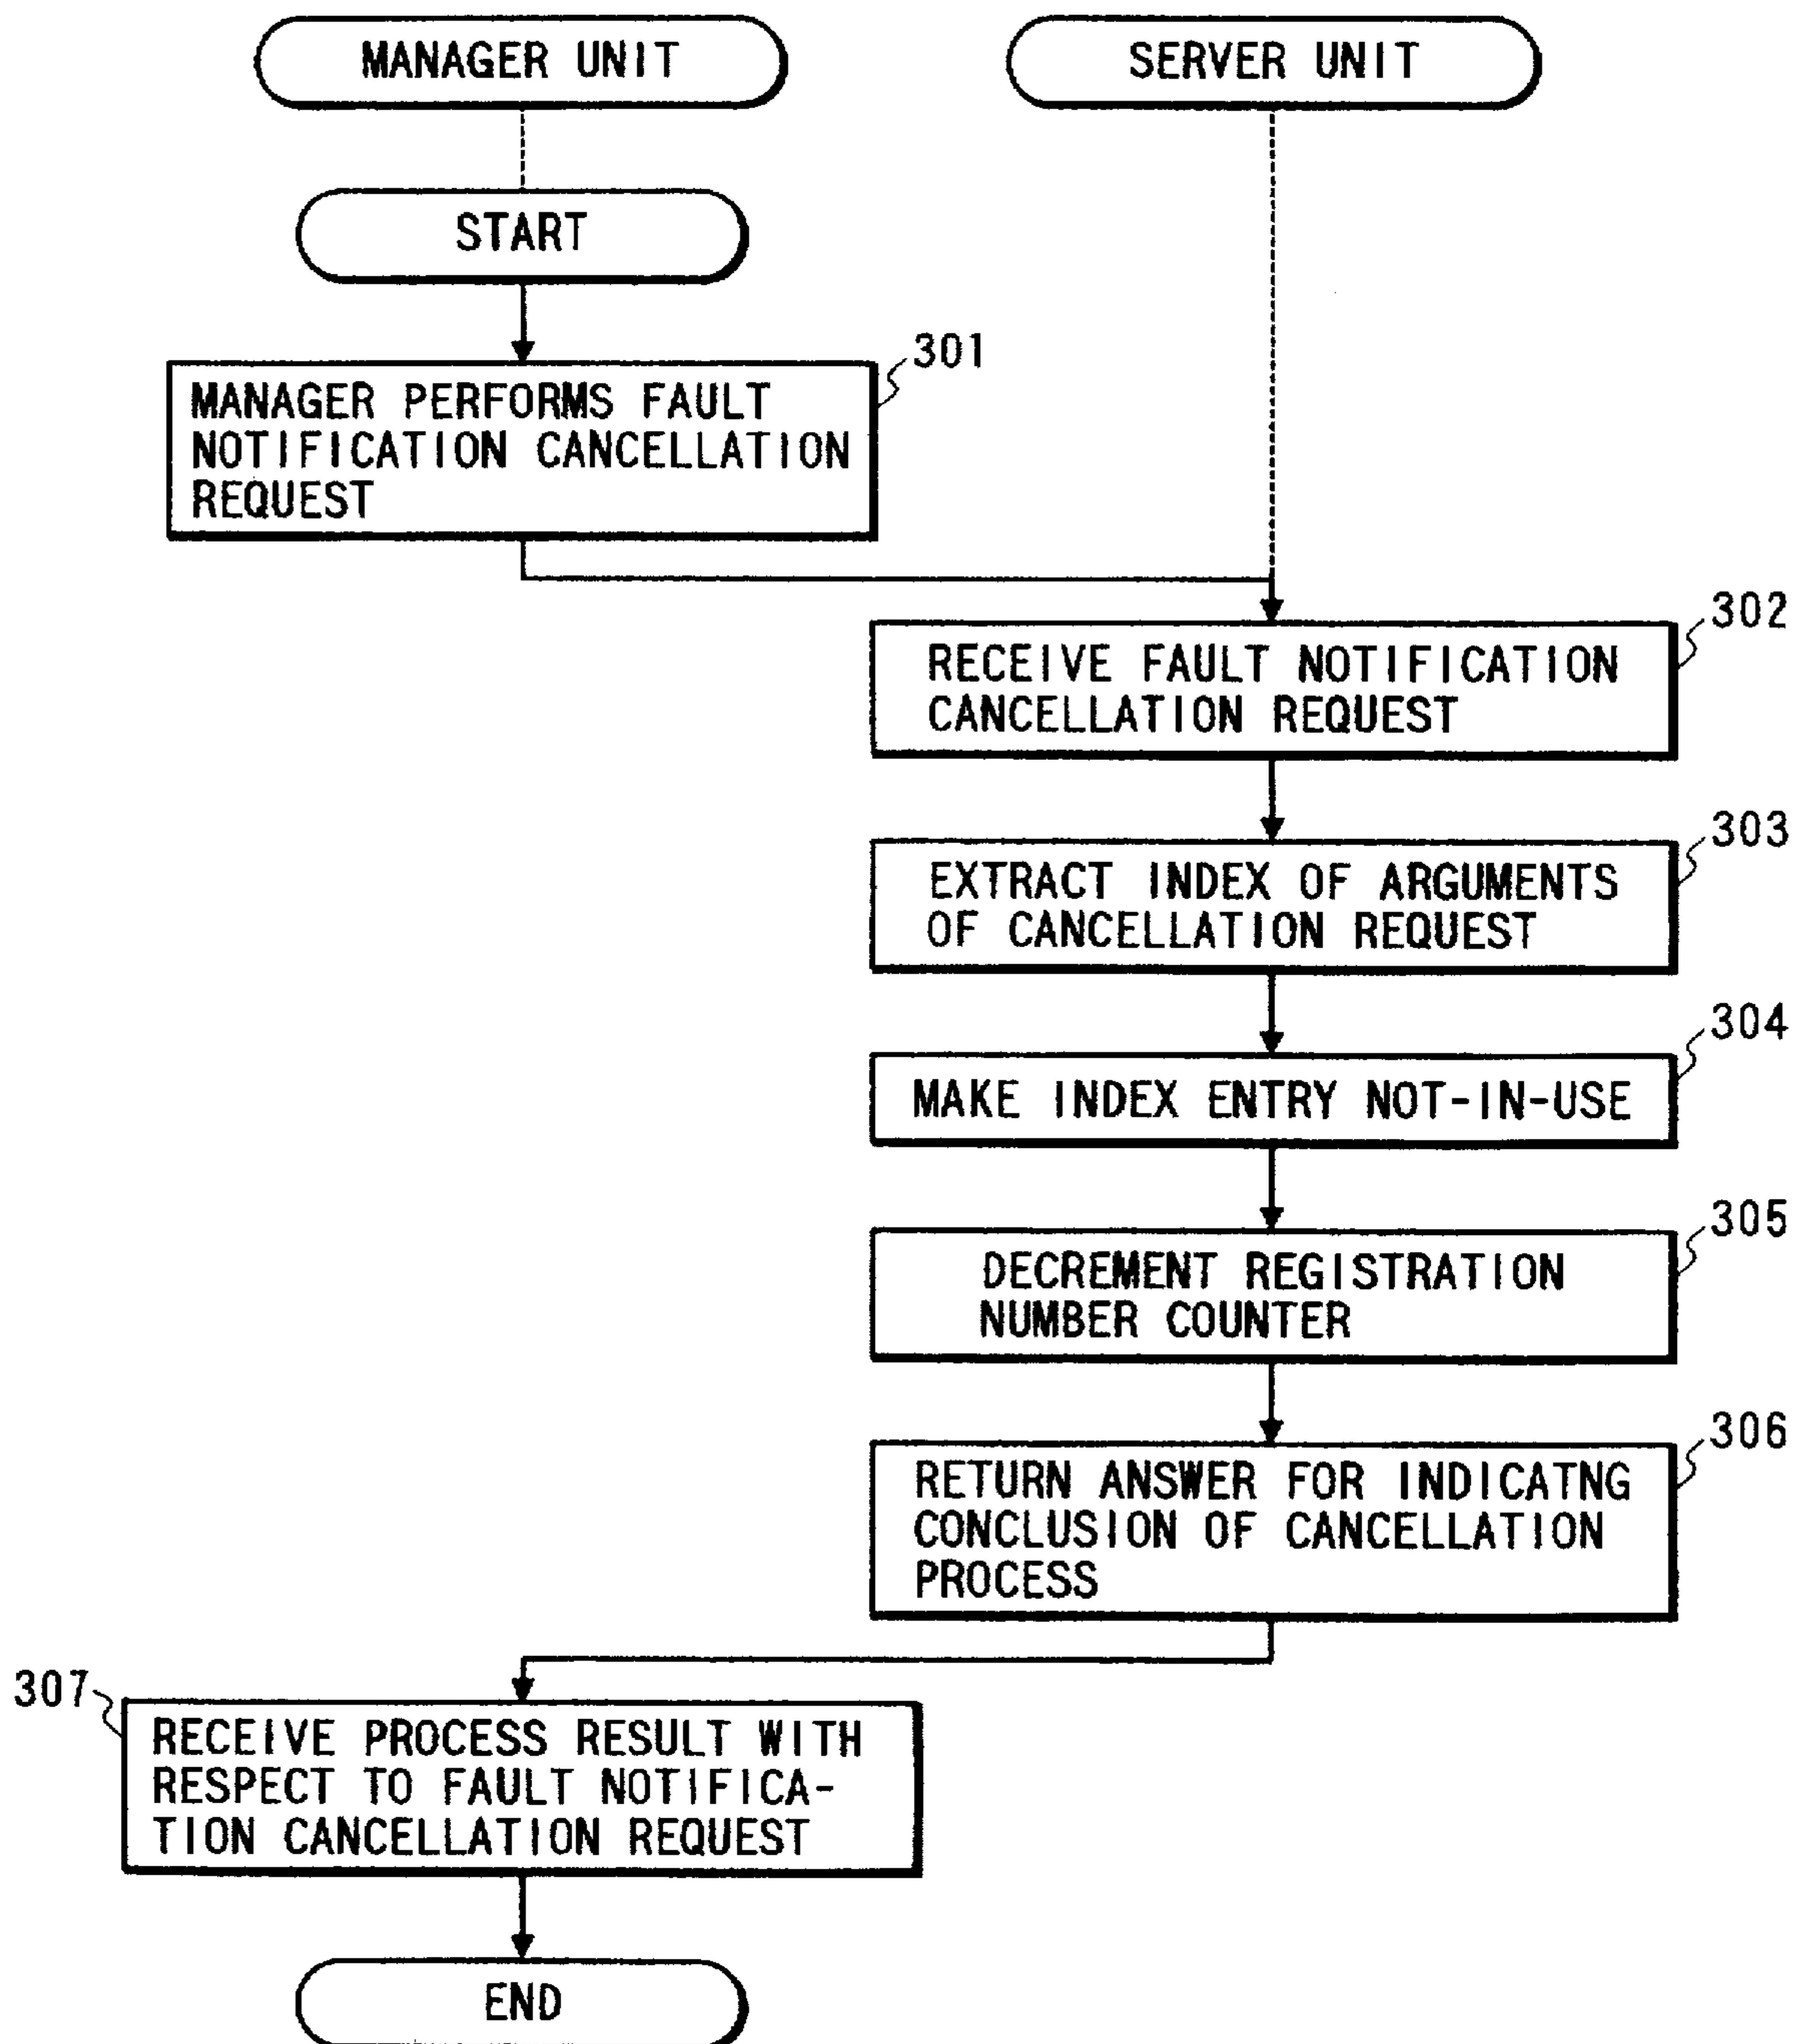 MANAGER UNIT
SERVER UNIT
START
301
MANAGER PERFORMS FAULT
NOTIFICATION CANCELLATION
REQUEST
302
RECEIVE FAULT NOTIFICATION
CANCELLATION REQUEST
303
EXTRACT INDEX OF ARGUMENTS
OF CANCELLATION REQUEST
304
MAKE INDEX ENTRY NOT-IN-USE
305
DECREMENT REGISTRATION
NUMBER COUNTER
306
RETURN ANSWER FOR INDICATNG
CONCLUSION OF CANCELLATION
PROCESS
307
RECEIVE PROCESS RESULT WITH
RESPECT TO FAULT NOTIFICA-
TION CANCELLATION REQUEST
END